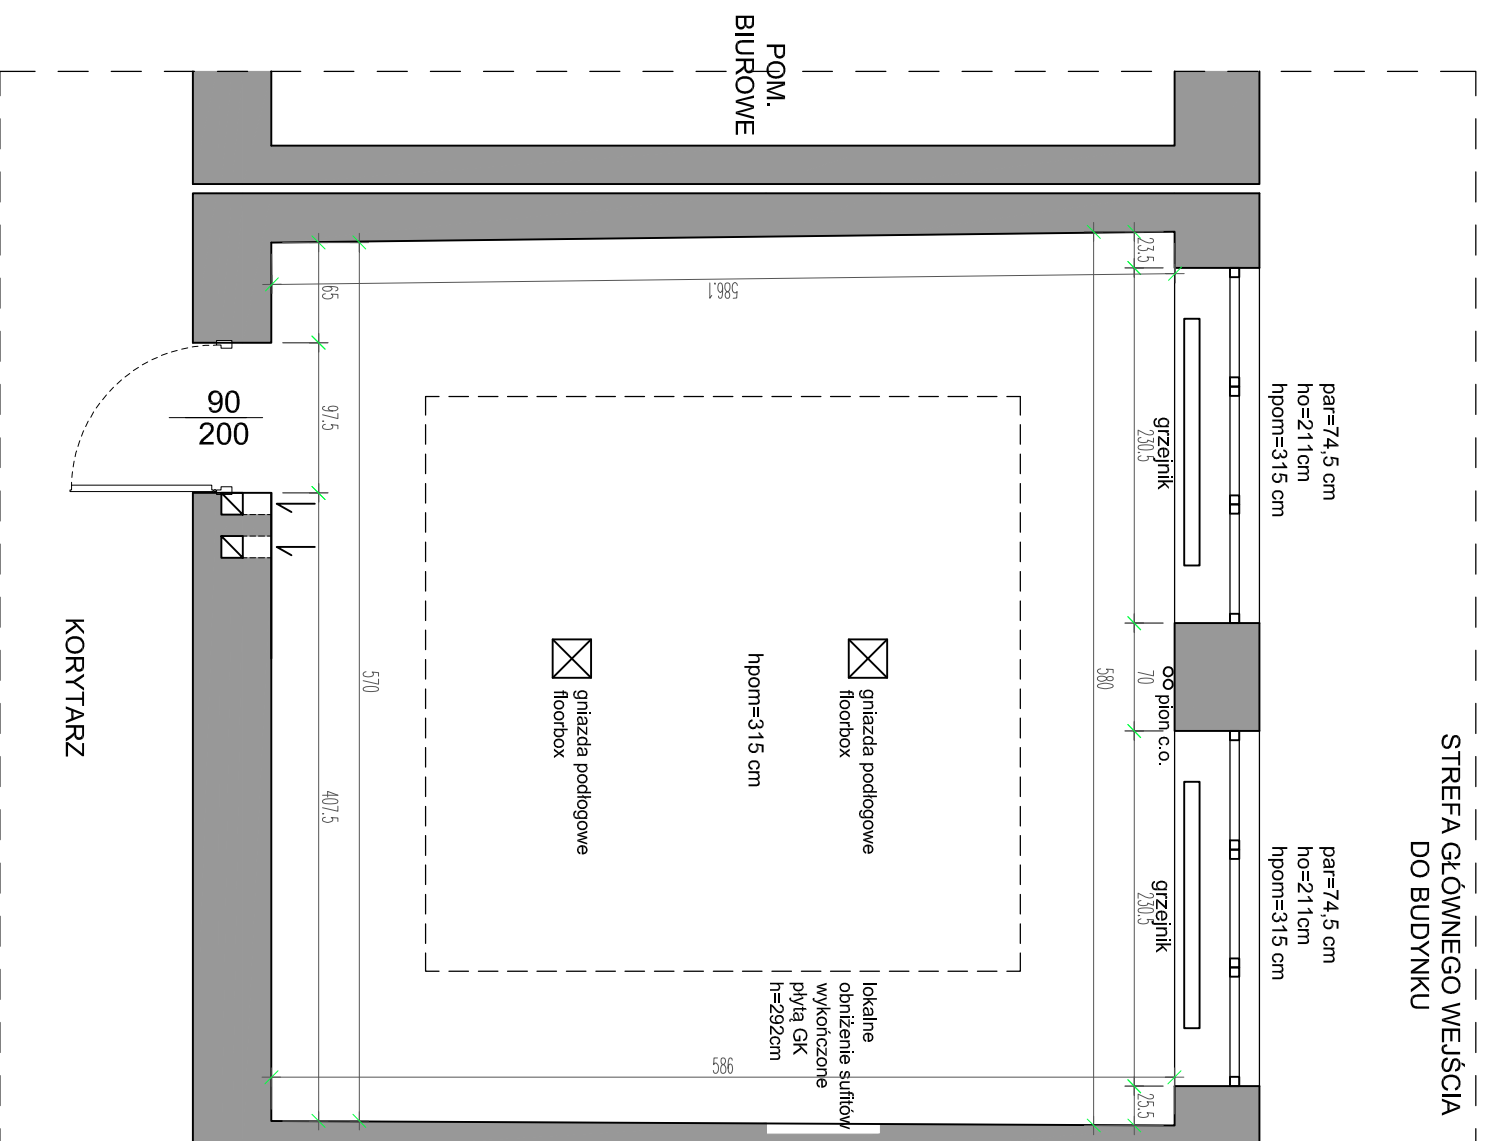 POM.
BIUROWE
STREFA GŁÓWNEGO WEJŚCIA
DO BUDYNKU
par=74,5 cm
ho=211cm
hpom=315 cm
par=74,5 cm
ho=211cm
hpom=315 cm
grzejnik
230.5
23.5
70
pion c.o.
580
grzejnik
230.5
25.5
586.1
586
65
97.5
407.5
570
90
200
gniazda podłogowe
floorbox
hpom=315 cm
gniazda podłogowe
floorbox
lokalne
obniżenie sufitów
wykończone
płytą GK
h=292cm
KORYTARZ